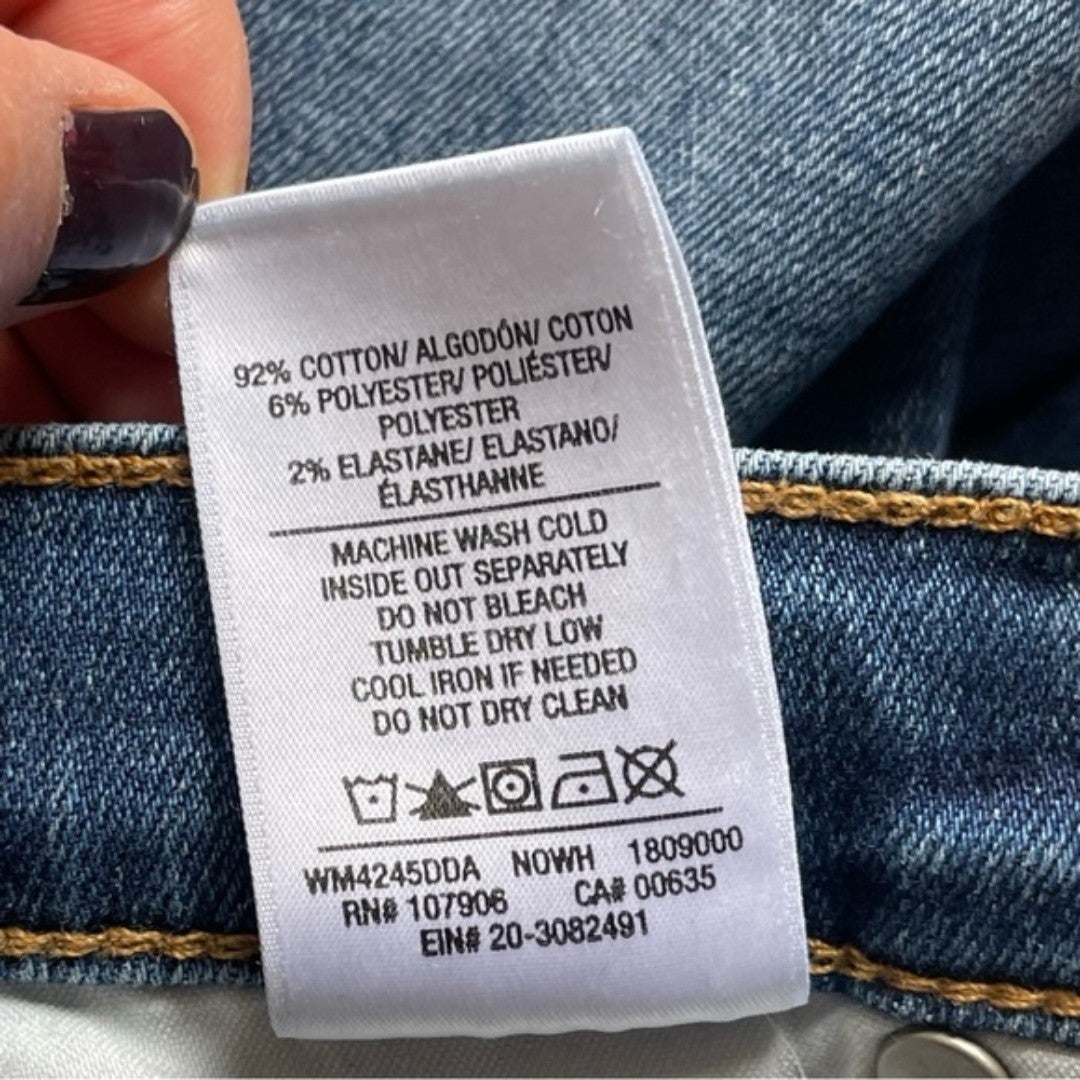 92% COTTON/ ALGODÓN/ COTON
6% POLYESTER/ POLIÉSTER/
POLYESTER
2% ELASTANE/ ELASTANO/
ÉLASTHANNE
MACHINE WASH COLD
INSIDE OUT SEPARATELY
DO NOT BLEACH
TUMBLE DRY LOW
COOL IRON IF NEEDED
DO NOT DRY CLEAN
WM4245DDA NOWH 1809000
RN# 107906 CA# 00635
EIN# 20-3082491